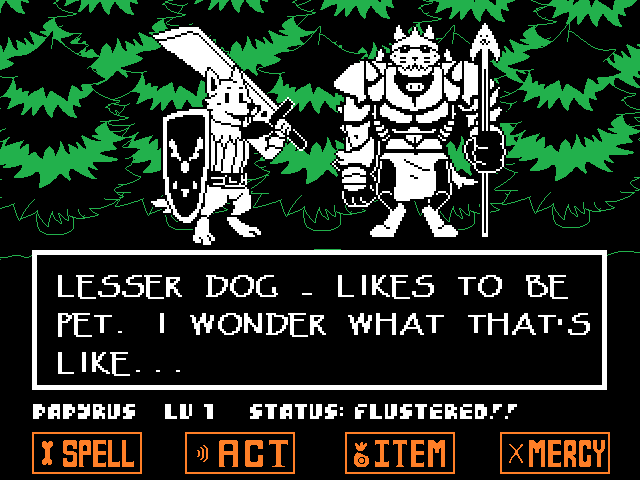 LESSER DOG - LIKES TO BE
PET. I WONDER WHAT THAT'S
LIKE...
PAPYRUS LV 1 STATUS: FLUSTERED!!
SPELL ACT ITEM MERCY